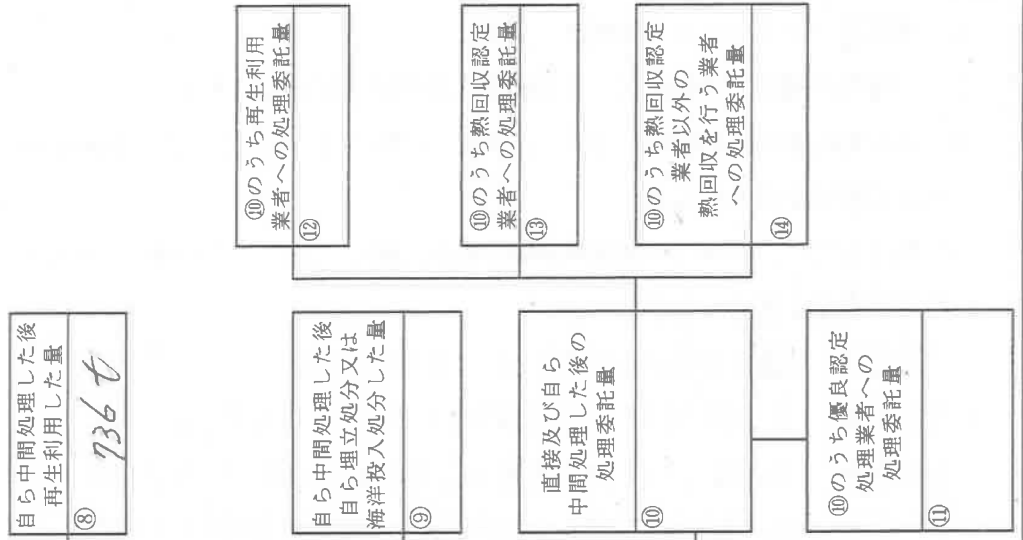 自ら中間処理した後
再生利用した量
⑧
736 t
自ら中間処理した後
自ら埋立処分又は
海洋投入処分した量
⑨
直接及び自ら
中間処理した後の
処理委託量
⑩
⑩のうち優良認定
処理業者への
処理委託量
⑪
⑩のうち再生利用
業者への処理委託量
⑫
⑩のうち熱回収認定
業者への処理委託量
⑬
⑩のうち熱回収認定
業者以外の
熱回収を行う業者
への処理委託量
⑭